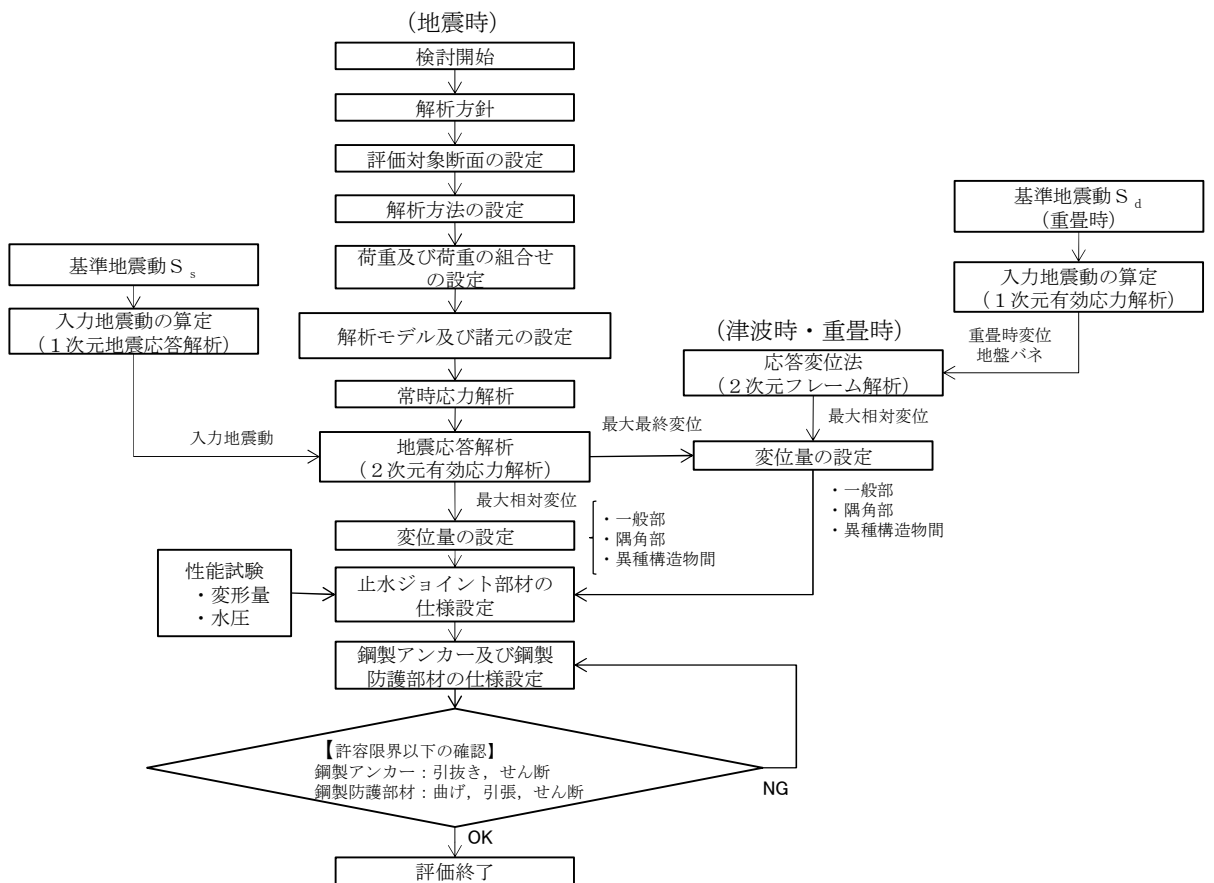 (地震時)
検討開始
解析方針
評価対象断面の設定
解析方法の設定
荷重及び荷重の組合せ
の設定
解析モデル及び諸元の設定
常時応力解析
基準地震動Ss
入力地震動の算定
(1次元地震応答解析)
入力地震動
地震応答解析
(2次元有効応力解析)
基準地震動Sd
(重畳時)
入力地震動の算定
(1次元有効応力解析)
重畳時変位
地盤バネ
(津波時・重畳時)
応答変位法
(2次元フレーム解析)
最大相対変位
最大最終変位
変位量の設定
・一般部
・隅角部
・異種構造物間
最大相対変位
変位量の設定
・一般部
・隅角部
・異種構造物間
性能試験
・変形量
・水圧
止水ジョイント部材の
仕様設定
鋼製アンカー及び鋼製
防護部材の仕様設定
【許容限界以下の確認】
鋼製アンカー:引抜き,せん断
鋼製防護部材:曲げ,引張,せん断
NG
OK
評価終了